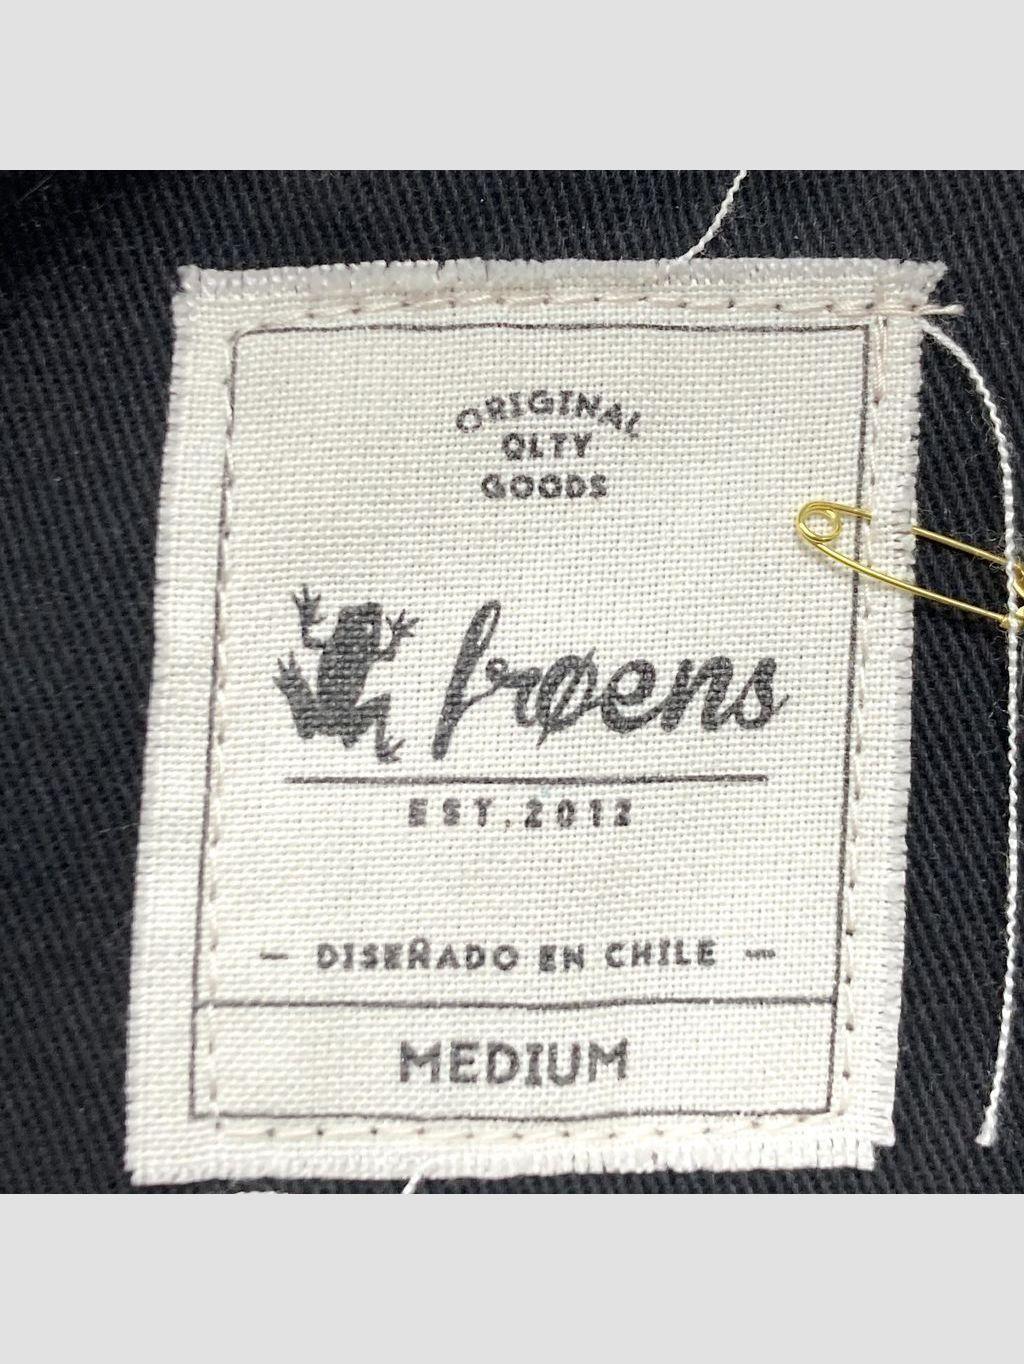 ORIGINAL
QLTY
GOODS
frøens
EST.2012
— DISEÑADO EN CHILE —
MEDIUM